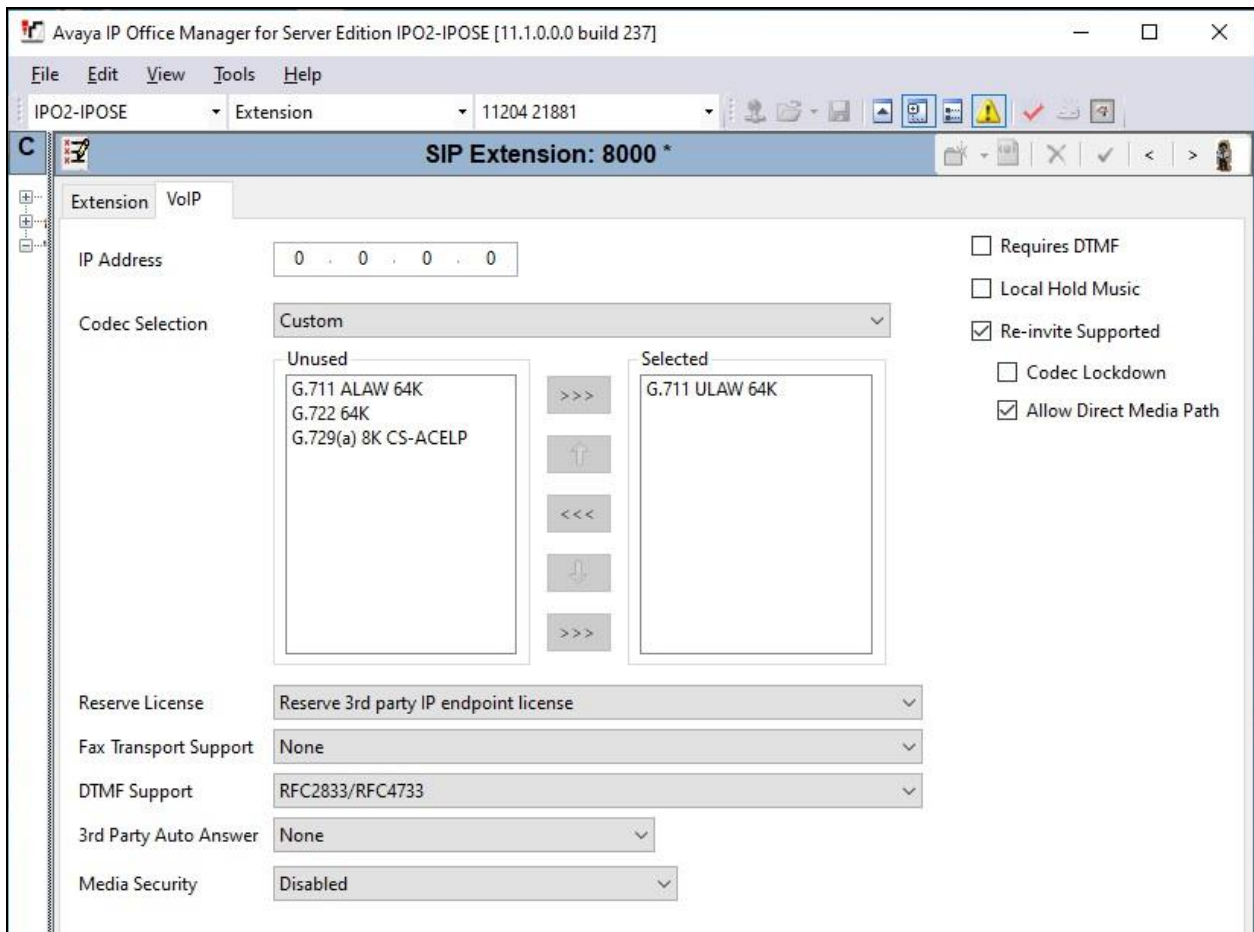 Avaya IP Office Manager for Server Edition IPO2-IPOSE [11.1.0.0.0 build 237]
File Edit View Tools Help
IPO2-IPOSE Extension 11204 21881
C SIP Extension: 8000 *
Extension VoIP
IP Address 0 . 0 . 0 . 0
Requires DTMF
Local Hold Music
Codec Selection Custom
Re-invite Supported
Unused Selected
Codec Lockdown
G.711 ALAW 64K >>> G.711 ULAW 64K
Allow Direct Media Path
G.722 64K
G.729(a) 8K CS-ACELP
<<<
>>>
Reserve License Reserve 3rd party IP endpoint license
Fax Transport Support None
DTMF Support RFC2833/RFC4733
3rd Party Auto Answer None
Media Security Disabled